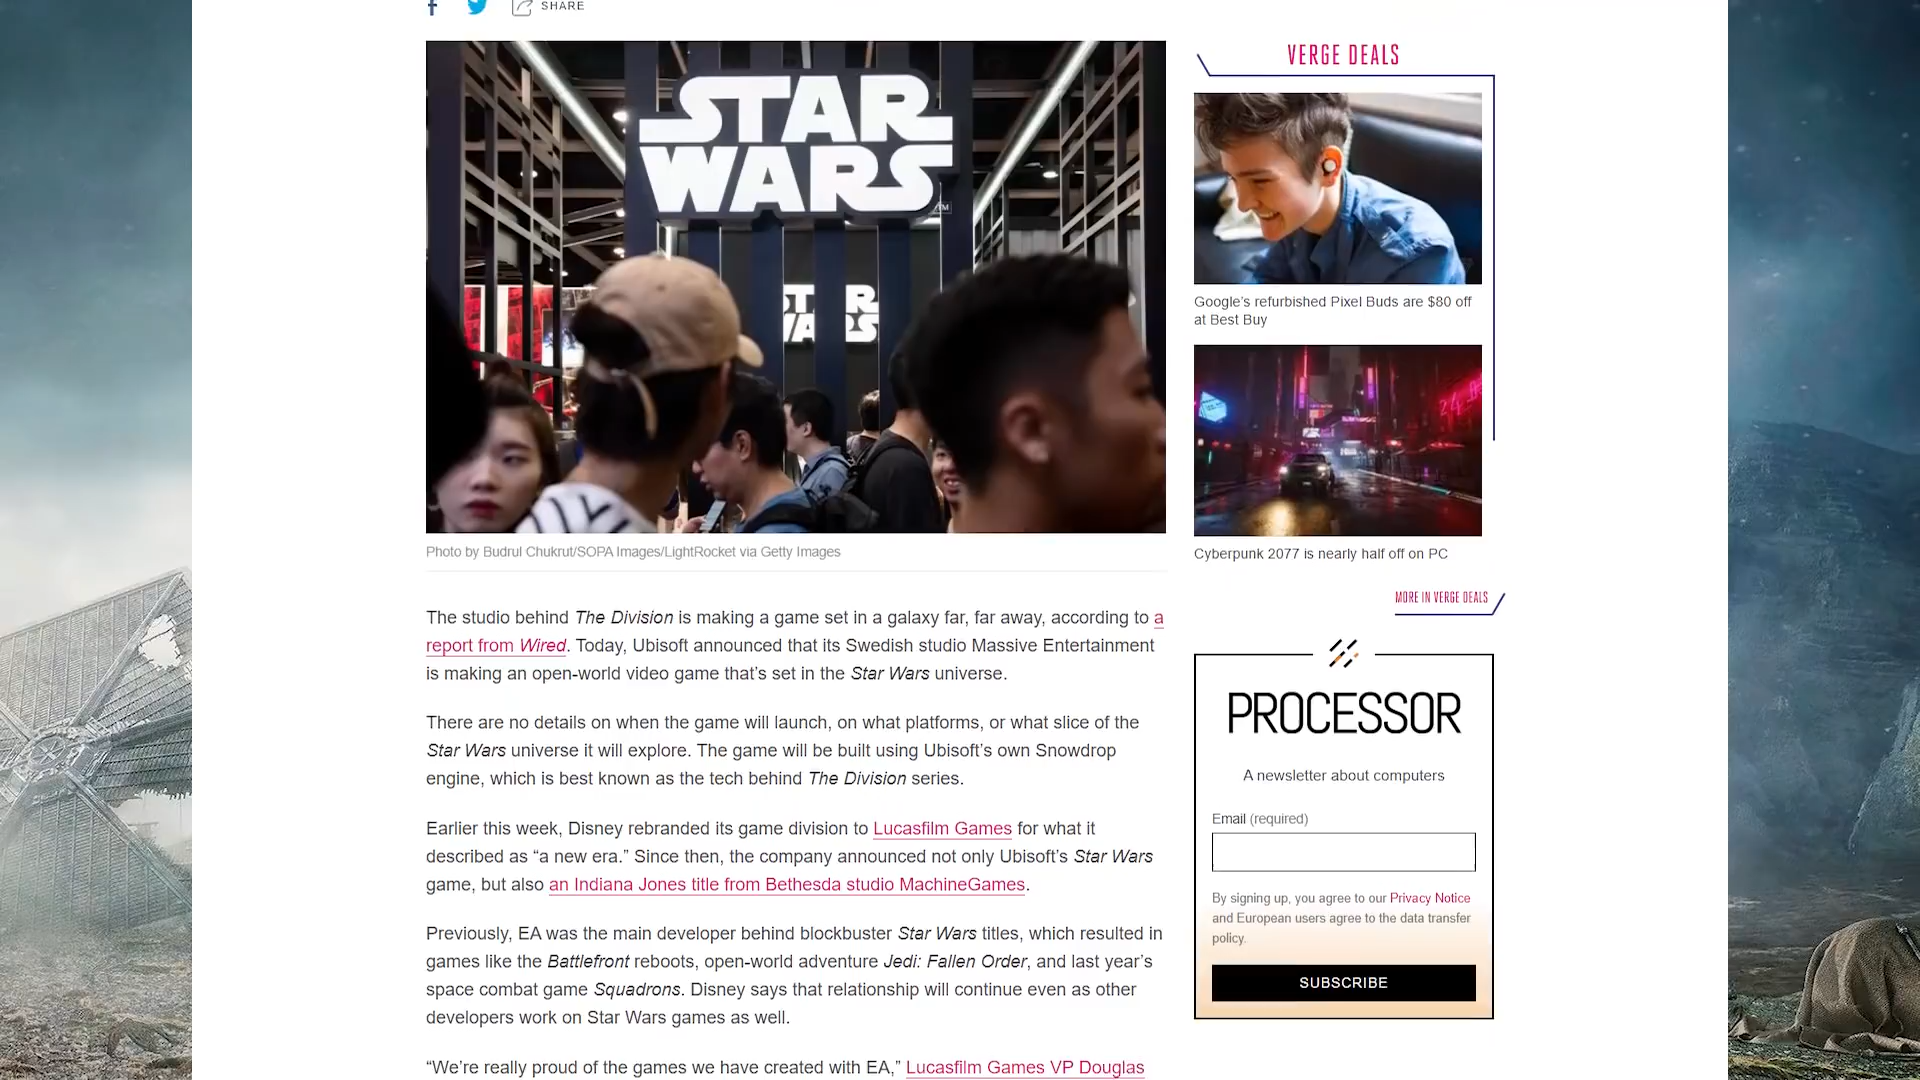 SHARE
STAR
WARS
TM
STAR
WARS
Photo by Budrul Chukrut/SOPA Images/LightRocket via Getty Images
The studio behind The Division is making a game set in a galaxy far, far away, according to a
report from Wired. Today, Ubisoft announced that its Swedish studio Massive Entertainment
is making an open-world video game that’s set in the Star Wars universe.
There are no details on when the game will launch, on what platforms, or what slice of the
Star Wars universe it will explore. The game will be built using Ubisoft’s own Snowdrop
engine, which is best known as the tech behind The Division series.
Earlier this week, Disney rebranded its game division to Lucasfilm Games for what it
described as “a new era.” Since then, the company announced not only Ubisoft’s Star Wars
game, but also an Indiana Jones title from Bethesda studio MachineGames.
Previously, EA was the main developer behind blockbuster Star Wars titles, which resulted in
games like the Battlefront reboots, open-world adventure Jedi: Fallen Order, and last year’s
space combat game Squadrons. Disney says that relationship will continue even as other
developers work on Star Wars games as well.
“We’re really proud of the games we have created with EA,” Lucasfilm Games VP Douglas
VERGE DEALS
Google’s refurbished Pixel Buds are $80 off
at Best Buy
Cyberpunk 2077 is nearly half off on PC
MORE IN VERGE DEALS
PROCESSOR
A newsletter about computers
Email (required)
By signing up, you agree to our Privacy Notice
and European users agree to the data transfer
policy.
SUBSCRIBE